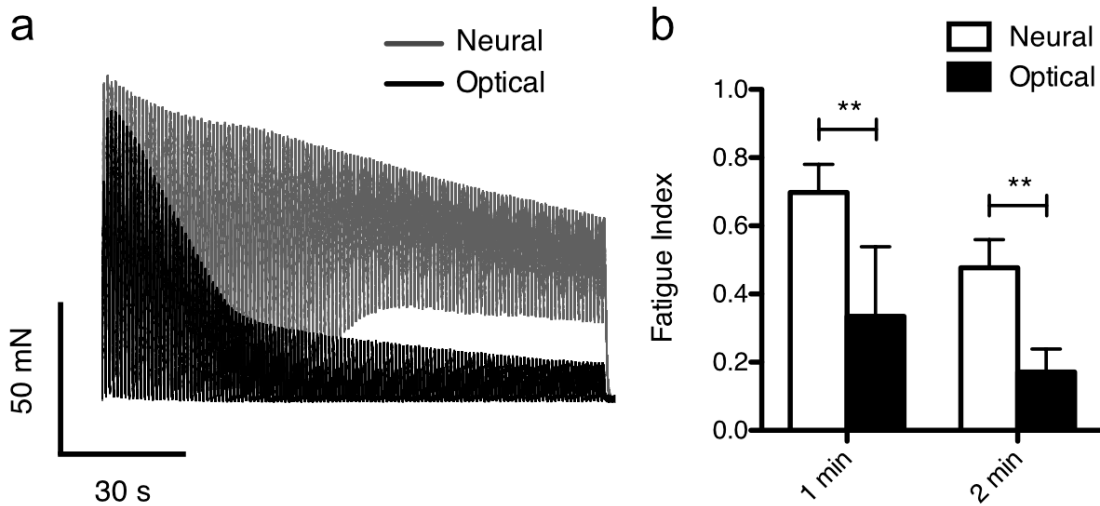 a
Neural
Optical
50 mN
30 s
b
Neural
Optical
Fatigue Index
1.0
0.8
0.6
0.4
0.2
0.0
**
**
1 min
2 min